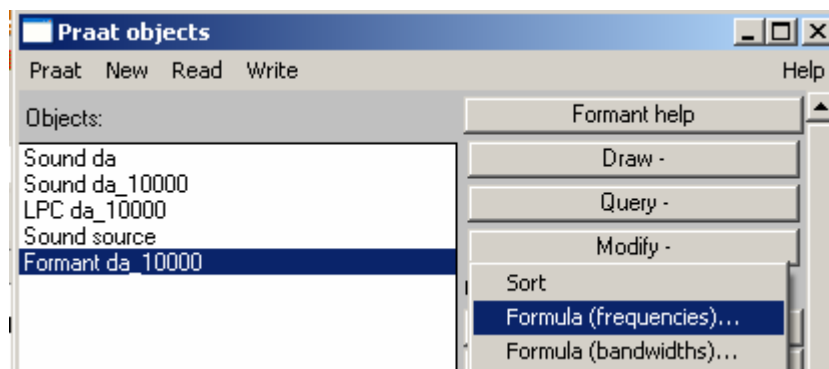 Praat objects
Praat New Read Write Help
Objects:
Formant help
Sound da
Draw -
Sound da_10000
LPC da_10000
Query -
Sound source
Modify -
Formant da_10000
Sort
Formula (frequencies)...
Formula (bandwidths)...